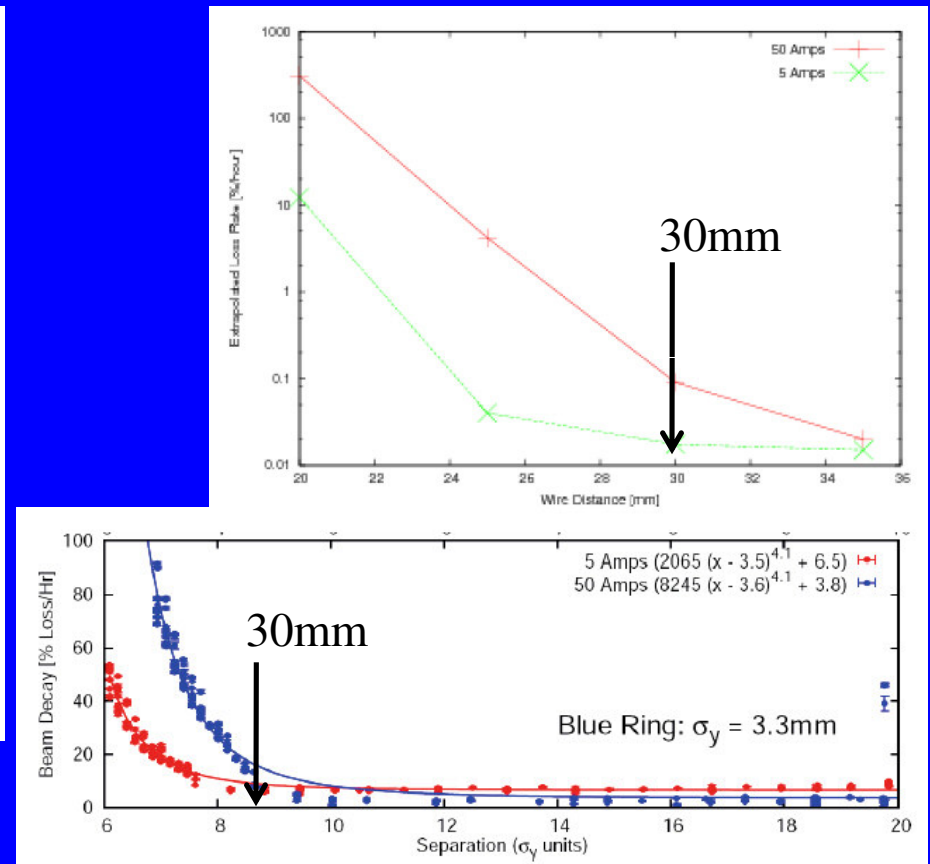 1000
100
10
1
0.1
0.01
Extrapolated Loss Rate [%/hour]
50 Amps
5 Amps
30mm
20 22 24 26 28 30 32 34 36
Wire Distance [mm]
100
80
60
40
20
0
Beam Decay [% Loss/Hr]
5 Amps (2065 (x - 3.5)^4.1 + 6.5)
50 Amps (8245 (x - 3.6)^4.1 + 3.8)
30mm
Blue Ring: σy = 3.3mm
6 8 10 12 14 16 18 20
Separation (σy units)